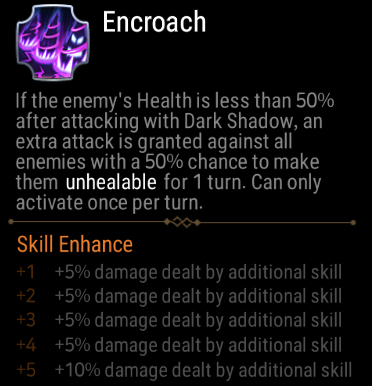 Encroach
If the enemy's Health is less than 50%
after attacking with Dark Shadow, an
extra attack is granted against all
enemies with a 50% chance to make
them unhealable for 1 turn. Can only
activate once per turn.
Skill Enhance
+1 +5% damage dealt by additional skill
+2 +5% damage dealt by additional skill
+3 +5% damage dealt by additional skill
+4 +5% damage dealt by additional skill
+5 +10% damage dealt by additional skill